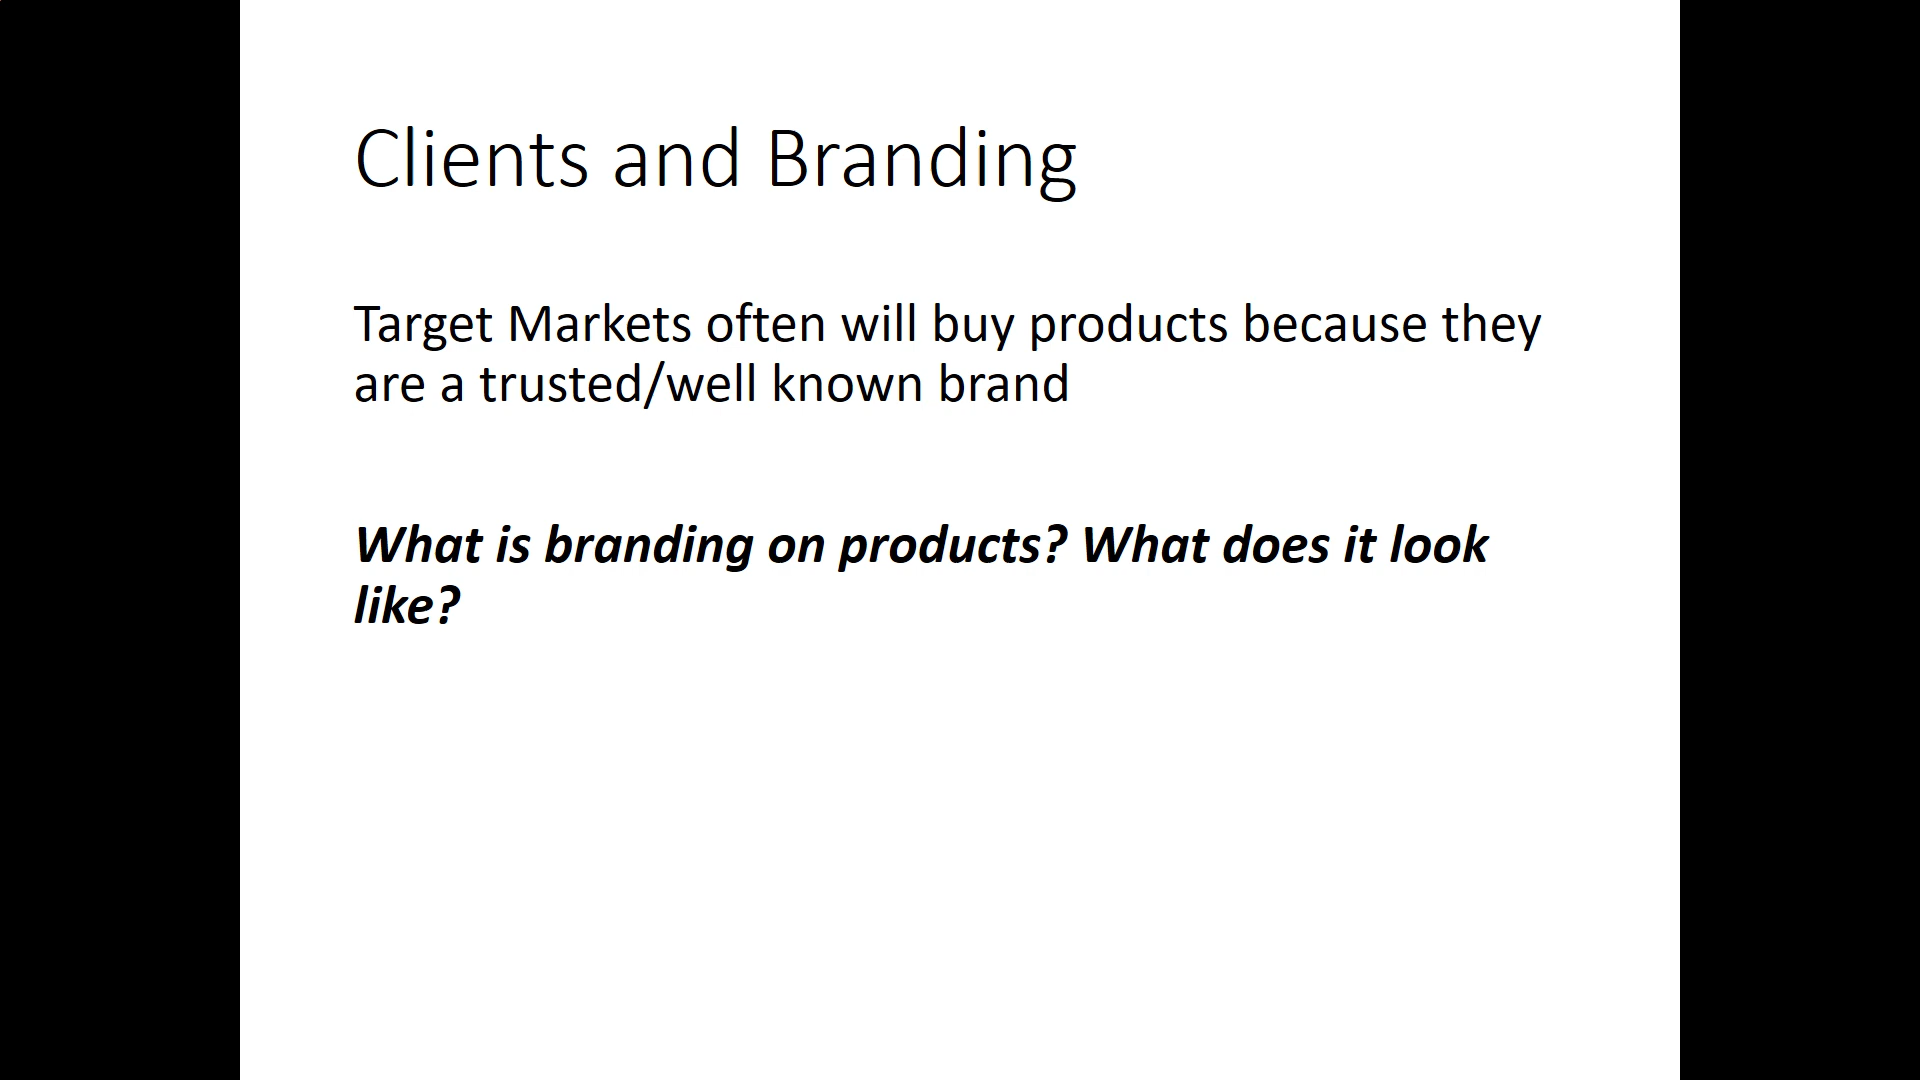 Clients and Branding
Target Markets often will buy products because they
are a trusted/well known brand
What is branding on products? What does it look
like?